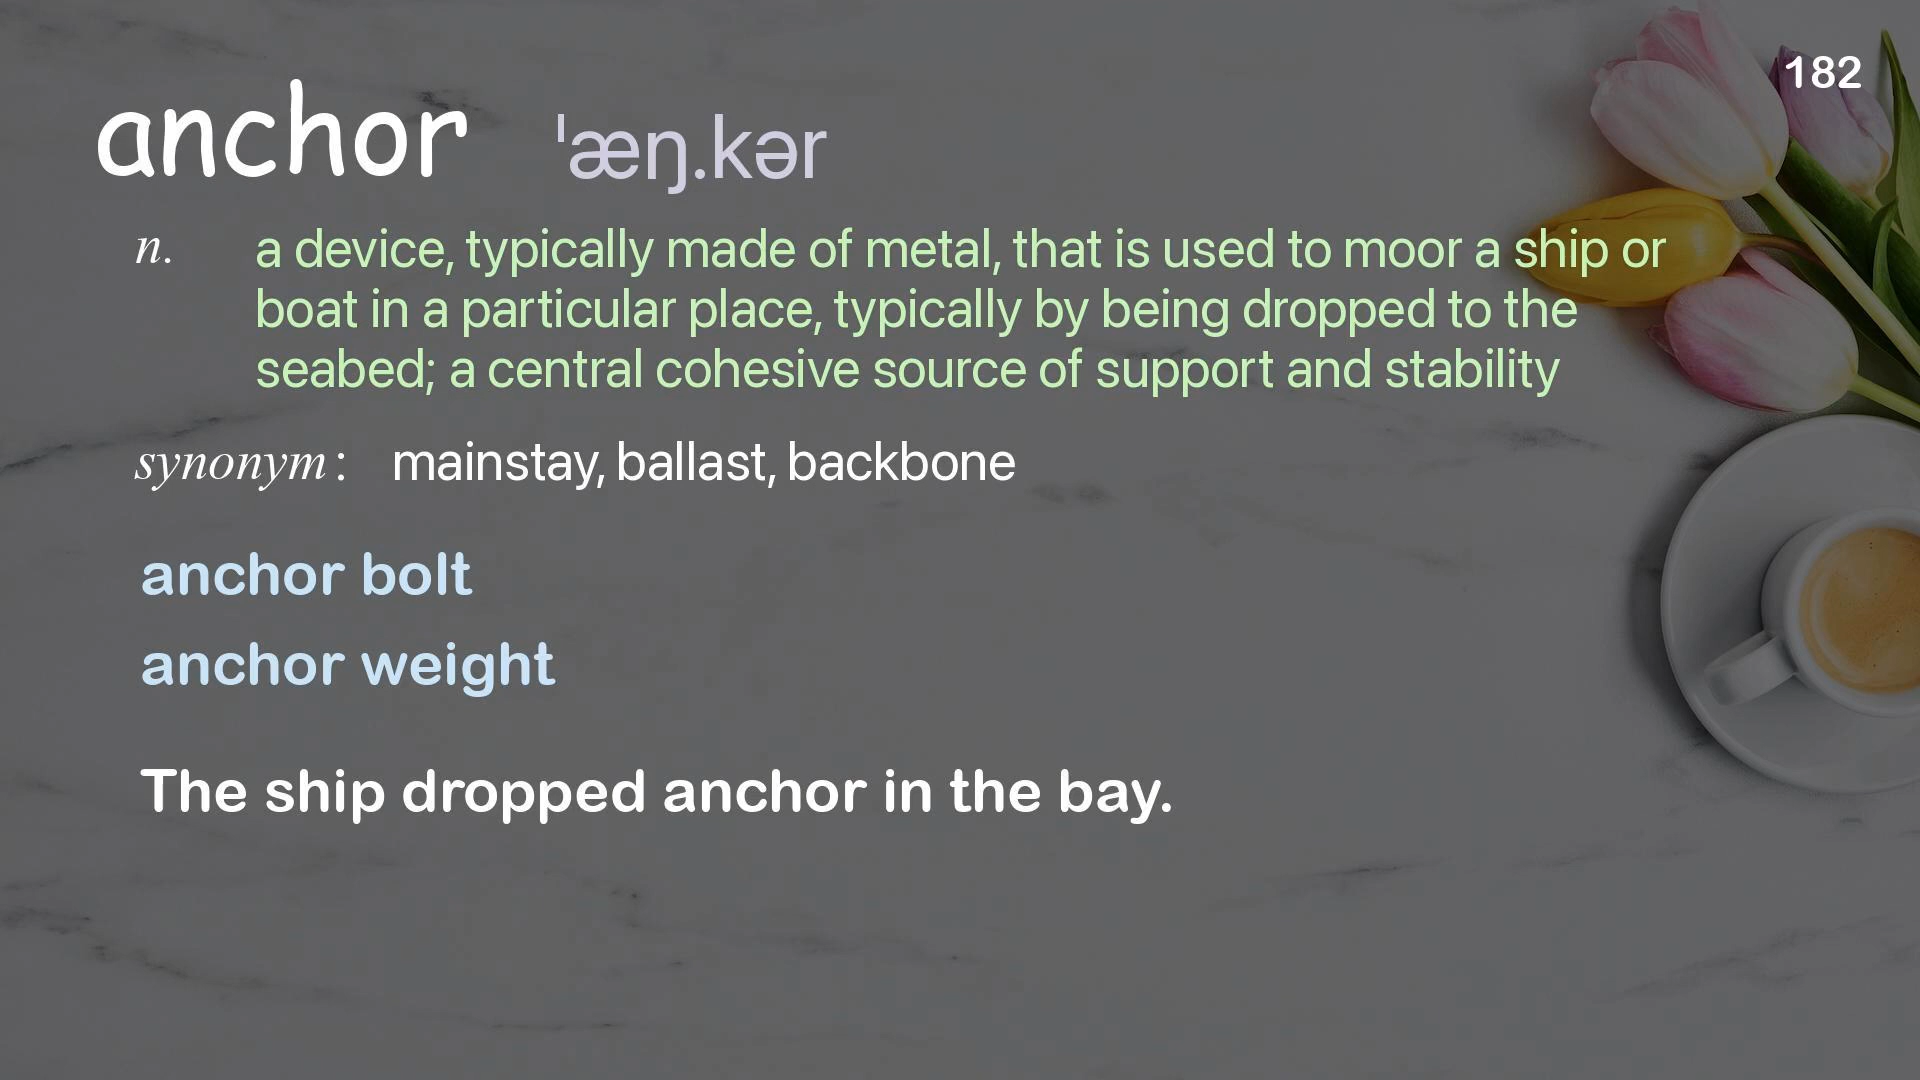 182
anchor ˈæŋ.kər
n. a device, typically made of metal, that is used to moor a ship or
boat in a particular place, typically by being dropped to the
seabed; a central cohesive source of support and stability
synonym: mainstay, ballast, backbone
anchor bolt
anchor weight
The ship dropped anchor in the bay.